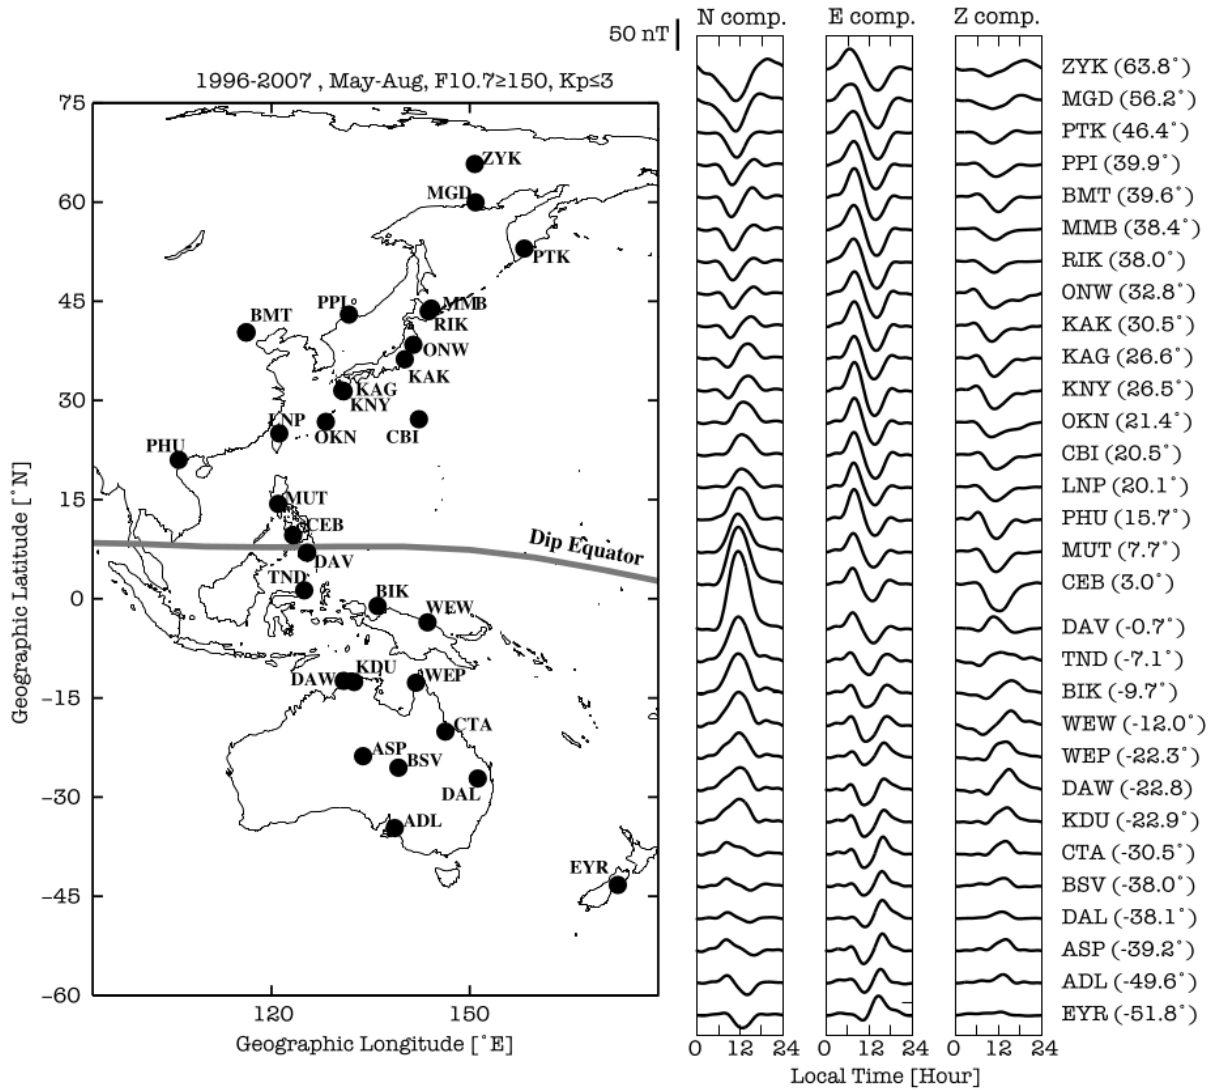 N comp. E comp. Z comp.
50 nT
1996-2007 , May-Aug, F10.7≥150, Kp≤3
75
60
45
30
15
0
−15
−30
−45
−60
Geographic Latitude [˚N]
120 150
Geographic Longitude [˚E]
ZYK
MGD
PTK
PPI
MMB
BMT
RIK
ONW
KAK
KAG
KNY
LNP
OKN
CBI
PHU
MUT
CEB
Dip Equator
DAV
TND
BIK
WEW
KDU
DAW
WEP
CTA
ASP
BSV
DAL
ADL
EYR
ZYK (63.8˚)
MGD (56.2˚)
PTK (46.4˚)
PPI (39.9˚)
BMT (39.6˚)
MMB (38.4˚)
RIK (38.0˚)
ONW (32.8˚)
KAK (30.5˚)
KAG (26.6˚)
KNY (26.5˚)
OKN (21.4˚)
CBI (20.5˚)
LNP (20.1˚)
PHU (15.7˚)
MUT (7.7˚)
CEB (3.0˚)
DAV (-0.7˚)
TND (-7.1˚)
BIK (-9.7˚)
WEW (-12.0˚)
WEP (-22.3˚)
DAW (-22.8)
KDU (-22.9˚)
CTA (-30.5˚)
BSV (-38.0˚)
DAL (-38.1˚)
ASP (-39.2˚)
ADL (-49.6˚)
EYR (-51.8˚)
0 12 24 0 12 24 0 12 24
Local Time [Hour]